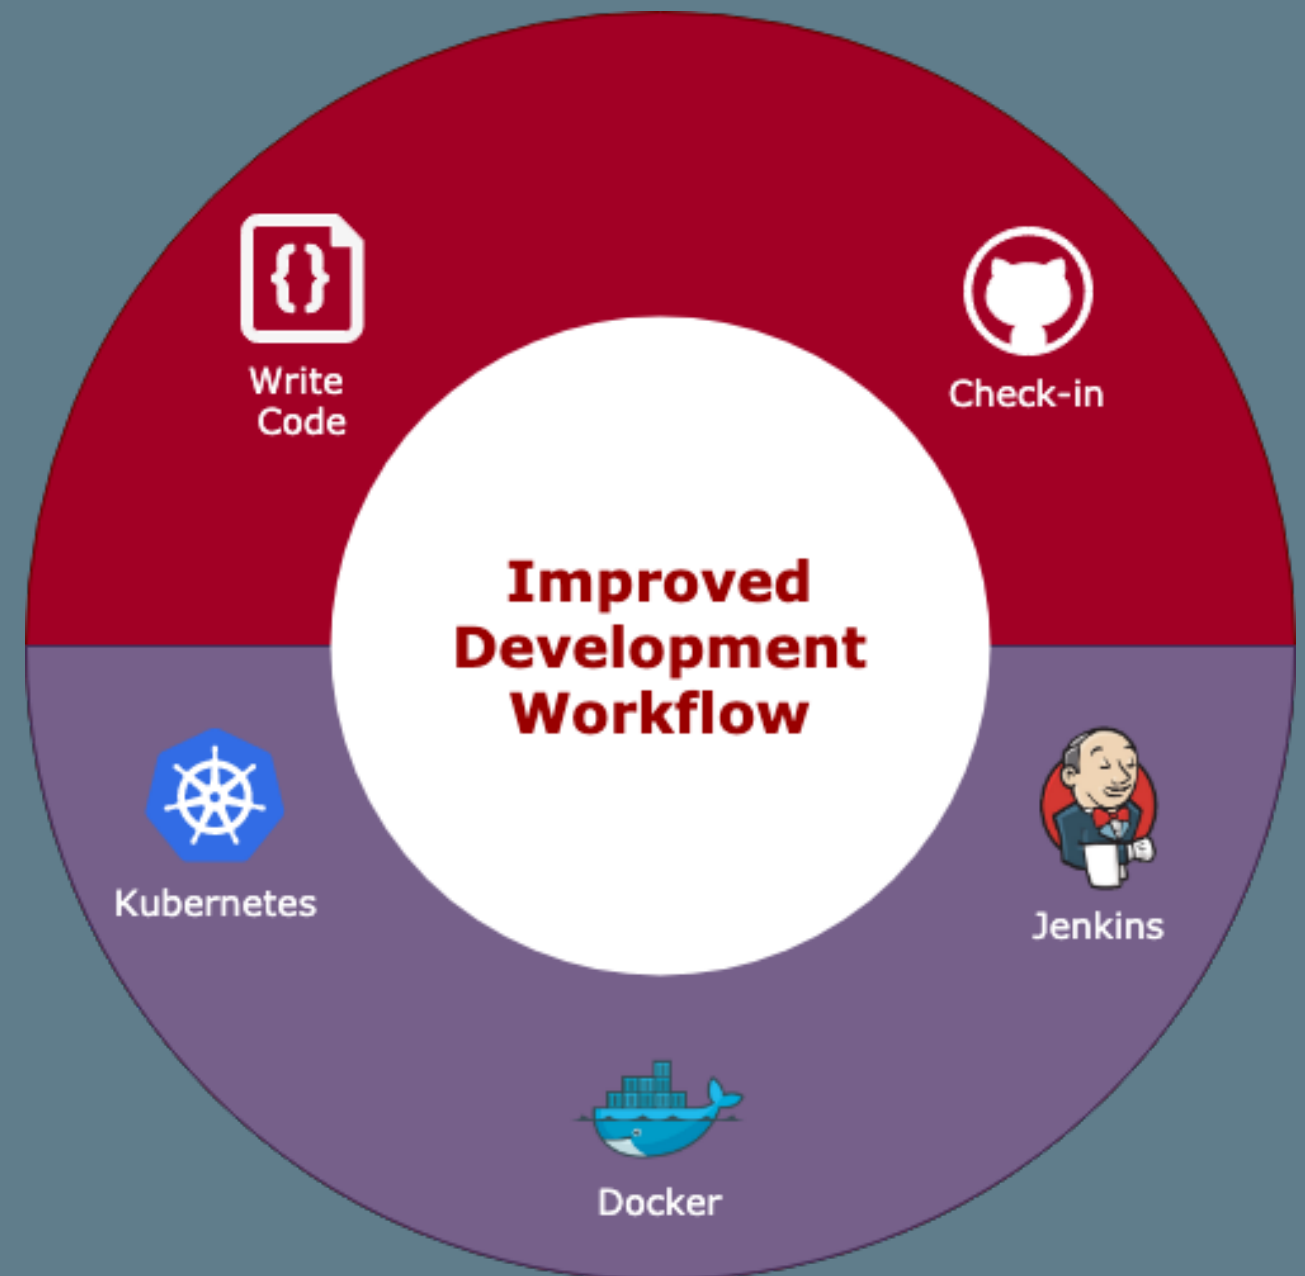 Write
Code
Check-in
Improved
Development
Workflow
Kubernetes
Jenkins
Docker